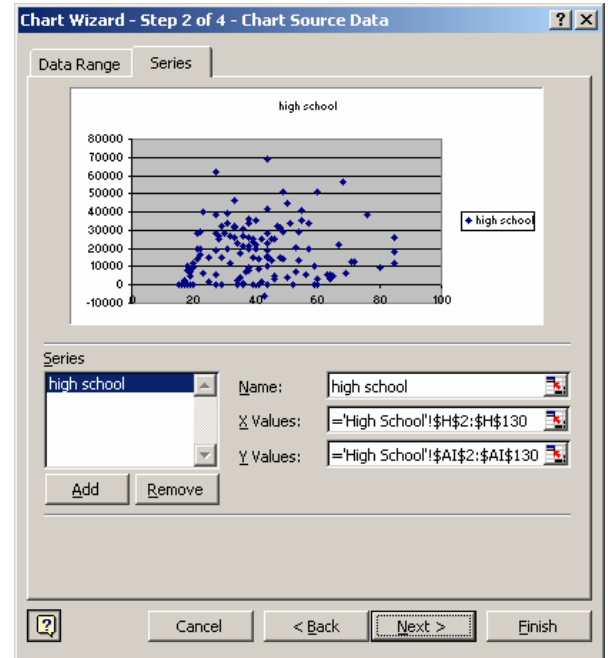 Chart Wizard - Step 2 of 4 - Chart Source Data
Data Range Series
high school
80000
70000
60000
50000
40000
30000
20000
10000
0
-10000
0 20 40 60 80 100
high school
Series
high school
Name: high school
X Values: ='High School'!$H$2:$H$130
Y Values: ='High School'!$AI$2:$AI$130
Add Remove
Cancel < Back Next > Finish